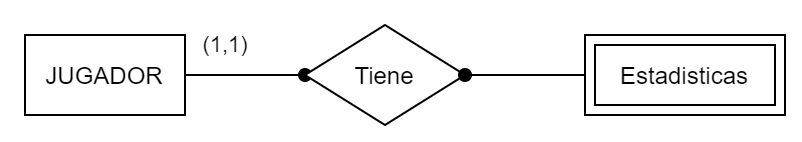 (1,1)
JUGADOR
Tiene
Estadisticas